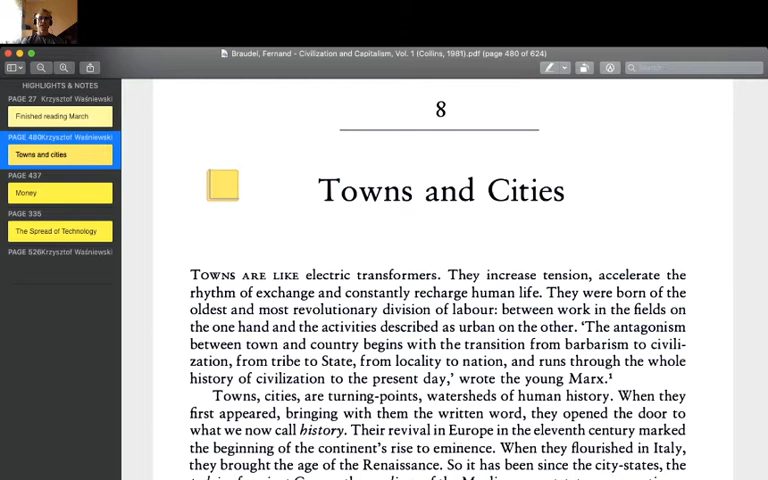 Braudel, Fernand - Civilization and Capitalism, Vol. 1 (Collins, 1981).pdf (page 480 of 624)
Search
HIGHLIGHTS & NOTES
PAGE 27 Krzysztof Waśniewski
Finished reading March
PAGE 480Krzysztof Waśniewski
Towns and cities
PAGE 437
Money
PAGE 335
The Spread of Technology
PAGE 526Krzysztof Waśniewski
8
Towns and Cities
TOWNS ARE LIKE electric transformers. They increase tension, accelerate the
rhythm of exchange and constantly recharge human life. They were born of the
oldest and most revolutionary division of labour: between work in the fields on
the one hand and the activities described as urban on the other. ‘The antagonism
between town and country begins with the transition from barbarism to civili-
zation, from tribe to State, from locality to nation, and runs through the whole
history of civilization to the present day,’ wrote the young Marx.¹
Towns, cities, are turning-points, watersheds of human history. When they
first appeared, bringing with them the written word, they opened the door to
what we now call history. Their revival in Europe in the eleventh century marked
the beginning of the continent’s rise to eminence. When they flourished in Italy,
they brought the age of the Renaissance. So it has been since the city-states, the